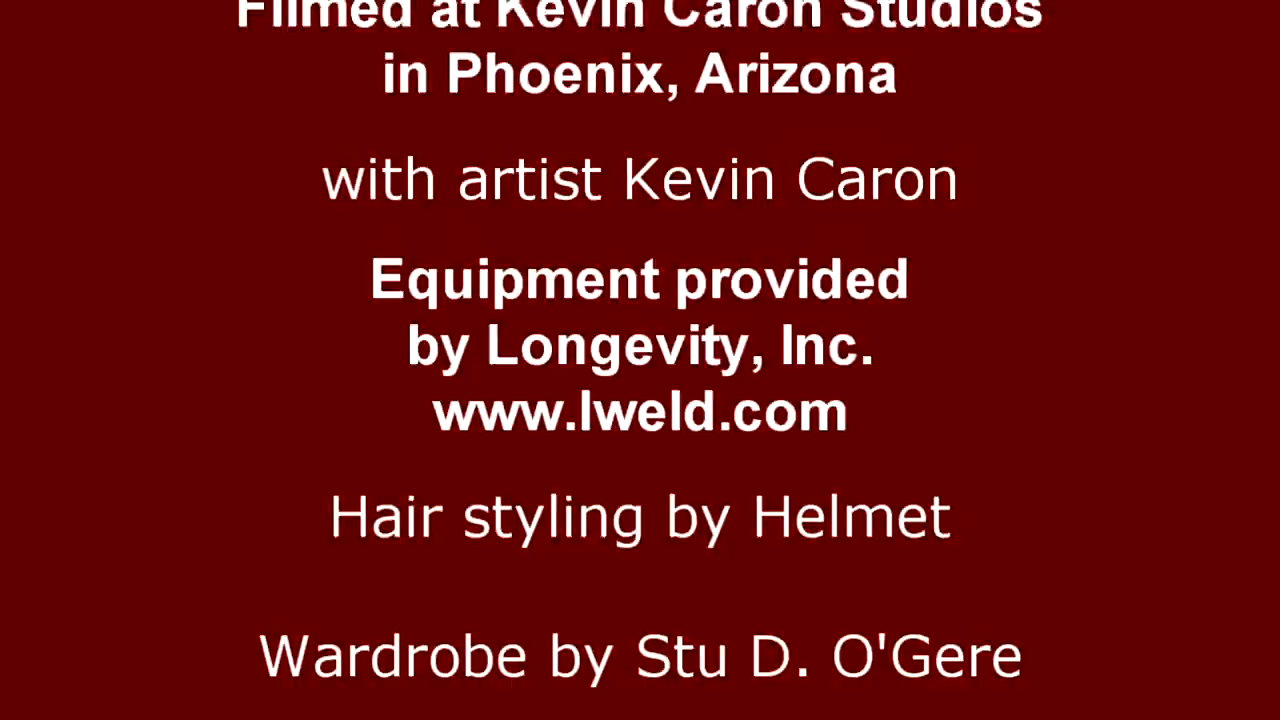 Filmed at Kevin Caron Studios
in Phoenix, Arizona
with artist Kevin Caron
Equipment provided
by Longevity, Inc.
www.lweld.com
Hair styling by Helmet
Wardrobe by Stu D. O'Gere